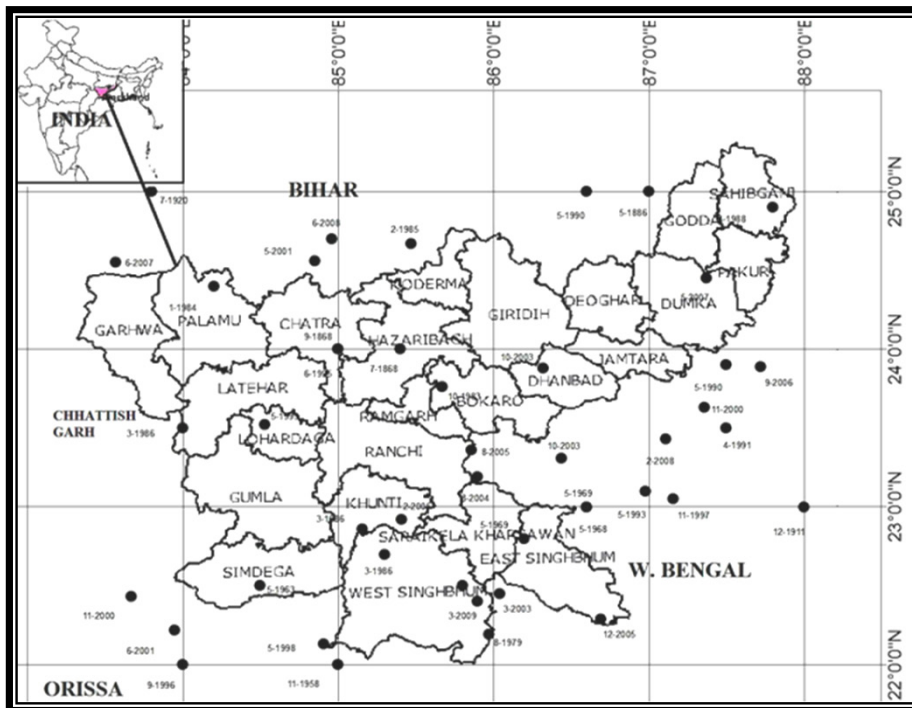 85°0'0"E
86°0'0"E
87°0'0"E
88°0'0"E
INDIA
BIHAR
25°0'0"N
7-1920
5-1990
5-1886
SAHIBGANJ
GODDA
6-2008
2-1985
5-2001
6-2007
PAKUR
KODERMA
DEOGHAR
DUMKA
1-1984
PALAMU
GARHWA
CHATRA
GIRIDIH
9-1868
HAZARIBAGH
24°0'0"N
10-2003
JAMTARA
7-1868
DHANBAD
5-1990
9-2006
LATEHAR
BOKARO
CHHATTISH
GARH
RAMGARH
11-2000
3-1986
LOHARDAGA
RANCHI
8-2005
10-2003
2-2008
4-1991
GUMLA
KHUNTI
5-1969
5-1993
11-1997
23°0'0"N
5-1969
5-1968
12-1911
EAST SINGHBHUM
3-1986
SIMDEGA
5-1963
WEST SINGHBHUM
W. BENGAL
11-2000
3-2009
3-2003
12-2005
6-2001
5-1998
8-1979
22°0'0"N
9-1996
11-1958
ORISSA